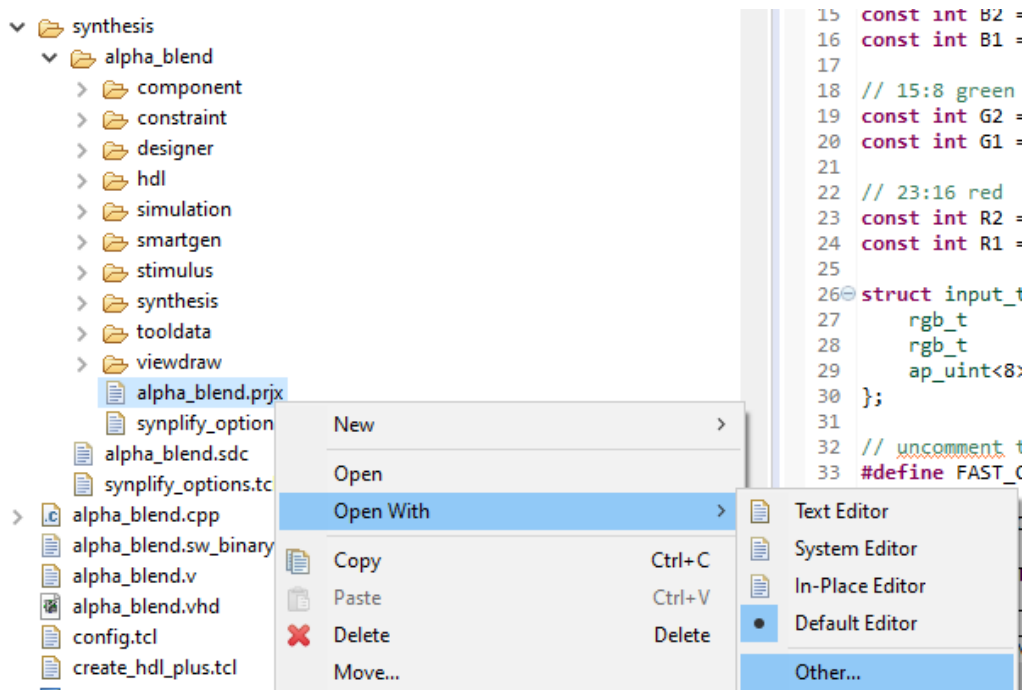 synthesis
alpha_blend
component
constraint
designer
hdl
simulation
smartgen
stimulus
synthesis
tooldata
viewdraw
alpha_blend.prjx
synplify_option
alpha_blend.sdc
synplify_options.tcl
alpha_blend.cpp
alpha_blend.sw_binary
alpha_blend.v
alpha_blend.vhd
config.tcl
create_hdl_plus.tcl
New
Open
Open With
Copy Ctrl+C
Paste Ctrl+V
Delete Delete
Move...
Text Editor
System Editor
In-Place Editor
Default Editor
Other...
15 const int B2 =
16 const int B1 =
17
18 // 15:8 green
19 const int G2 =
20 const int G1 =
21
22 // 23:16 red
23 const int R2 =
24 const int R1 =
25
26 struct input_t
27 rgb_t
28 rgb_t
29 ap_uint<8>
30 };
31
32 // uncomment t
33 #define FAST_C